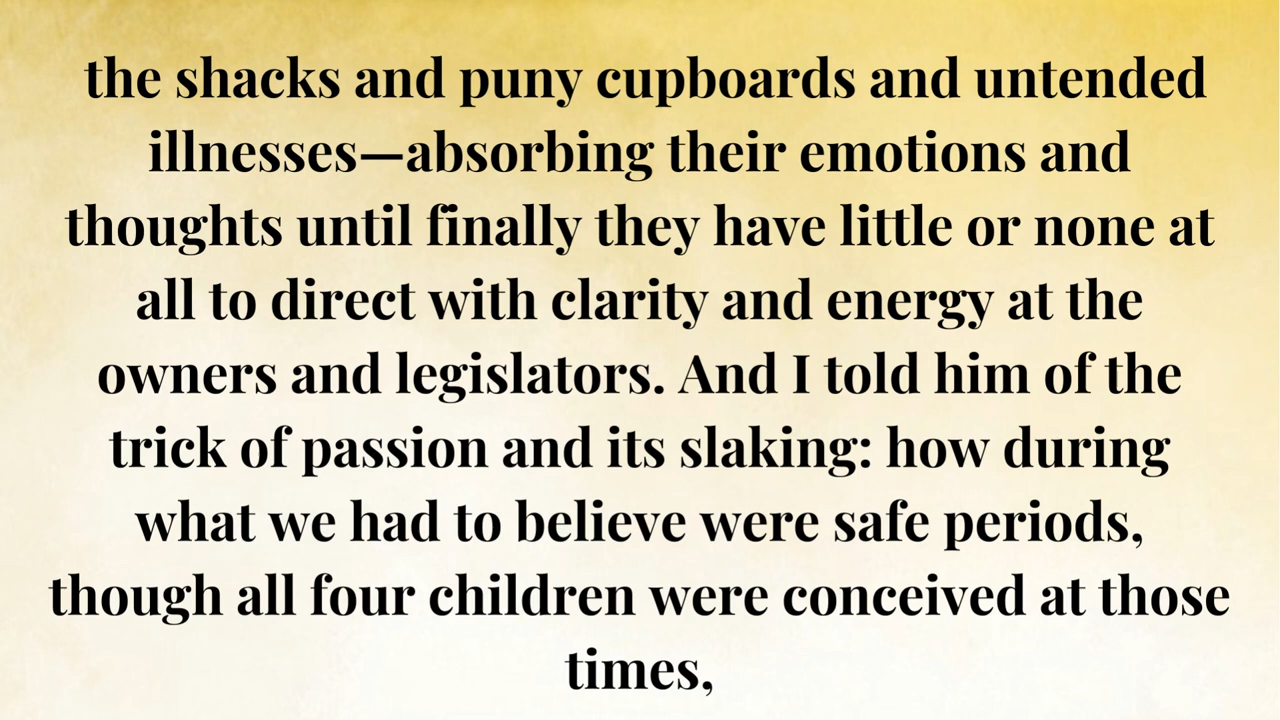 the shacks and puny cupboards and untended
illnesses—absorbing their emotions and
thoughts until finally they have little or none at
all to direct with clarity and energy at the
owners and legislators. And I told him of the
trick of passion and its slaking: how during
what we had to believe were safe periods,
though all four children were conceived at those
times,